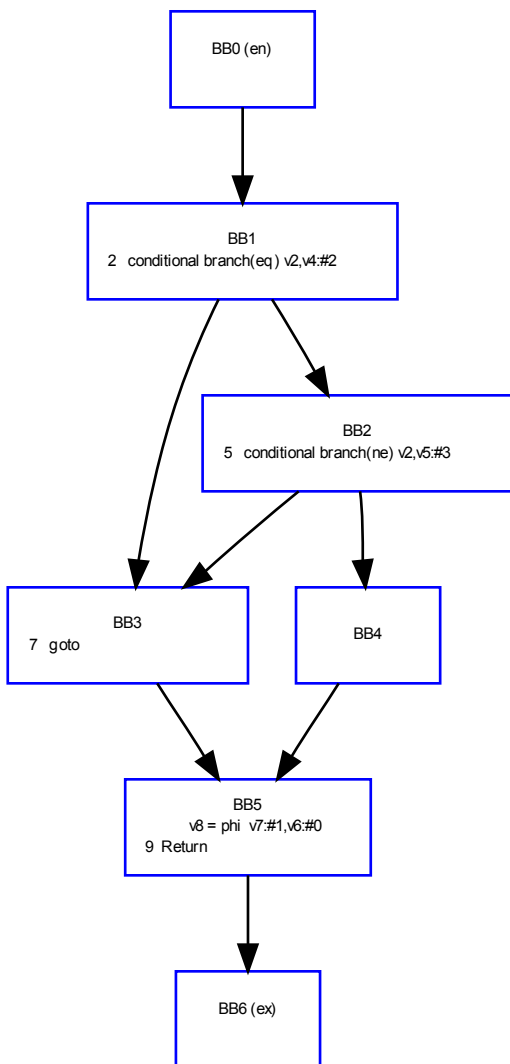 BB0 (en)
BB1
2 conditional branch(eq) v2,v4:#2
BB2
5 conditional branch(ne) v2,v5:#3
BB3
7 goto
BB4
BB5
v8 = phi v7:#1,v6:#0
9 Return
BB6 (ex)